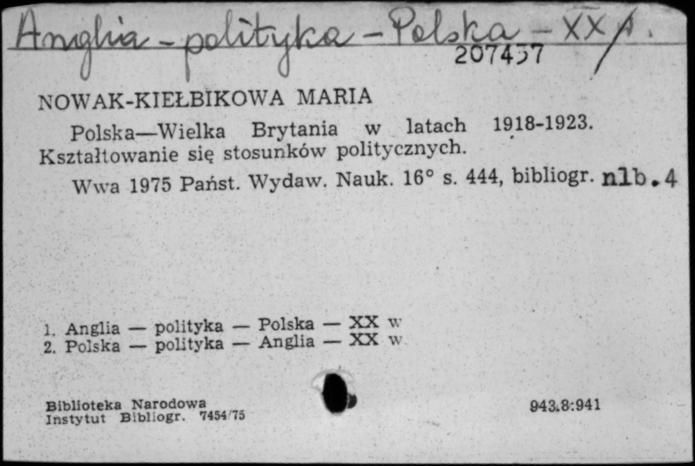 Anglia - polityka - Polska - XX
207457
NOWAK-KIEŁBIKOWA MARIA
Polska—Wielka Brytania w latach 1918-1923.
Kształtowanie się stosunków politycznych.
Wwa 1975 Państ. Wydaw. Nauk. 16° s. 444, bibliogr. nlb.4
1. Anglia — polityka — Polska — XX w
2. Polska — polityka — Anglia — XX w.
Biblioteka Narodowa
Instytut Bibliogr. 7454/75
943.8:941